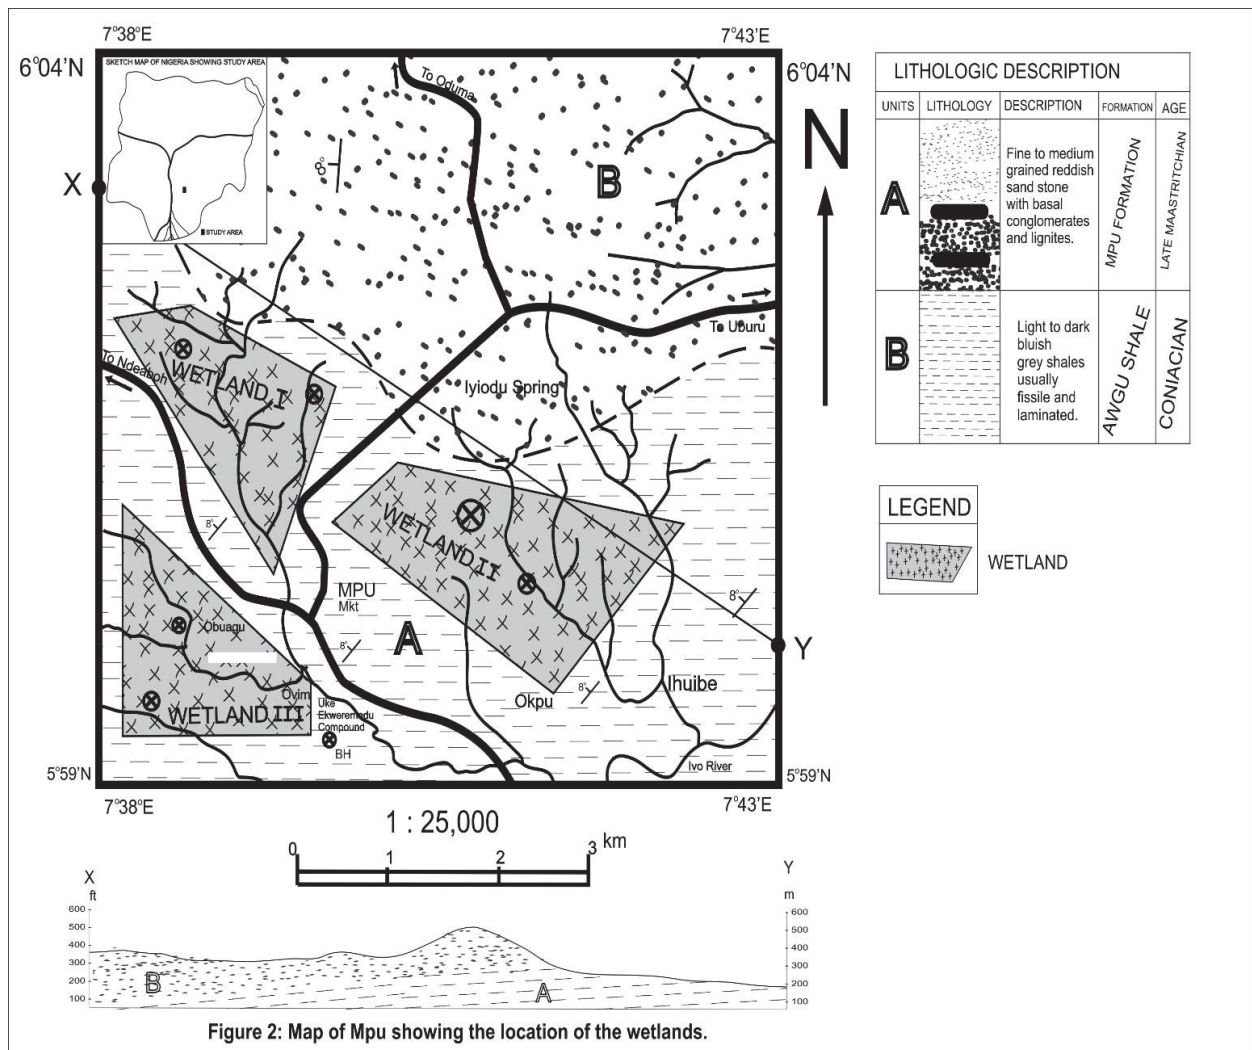 7°38'E
7°43'E
6°04'N
6°04'N
SKETCH MAP OF NIGERIA SHOWING STUDY AREA
STUDY AREA
To Oduma
8°
B
X
N
To Uburu
To Ndeaboh
WETLAND I
Iyiodu Spring
WETLAND II
8°
MPU
Mkt
A
8°
8°
Y
Obuagu
Ovim
WETLAND III
Uke
Ekweremadu
Compound
BH
Okpu
8°
Ihuibe
Ivo River
5°59'N
5°59'N
7°38'E
7°43'E
LITHOLOGIC DESCRIPTION
UNITS LITHOLOGY DESCRIPTION FORMATION AGE
A
Fine to medium
grained reddish
sand stone
with basal
conglomerates
and lignites.
MPU FORMATION
LATE MAASTRITCHIAN
B
Light to dark
bluish
grey shales
usually
fissile and
laminated.
AWGU SHALE
CONIACIAN
LEGEND
WETLAND
1 : 25,000
0 1 2 3 km
X
ft
600
500
400
300
200
100
B
A
Y
m
600
500
400
300
200
100
Figure 2: Map of Mpu showing the location of the wetlands.